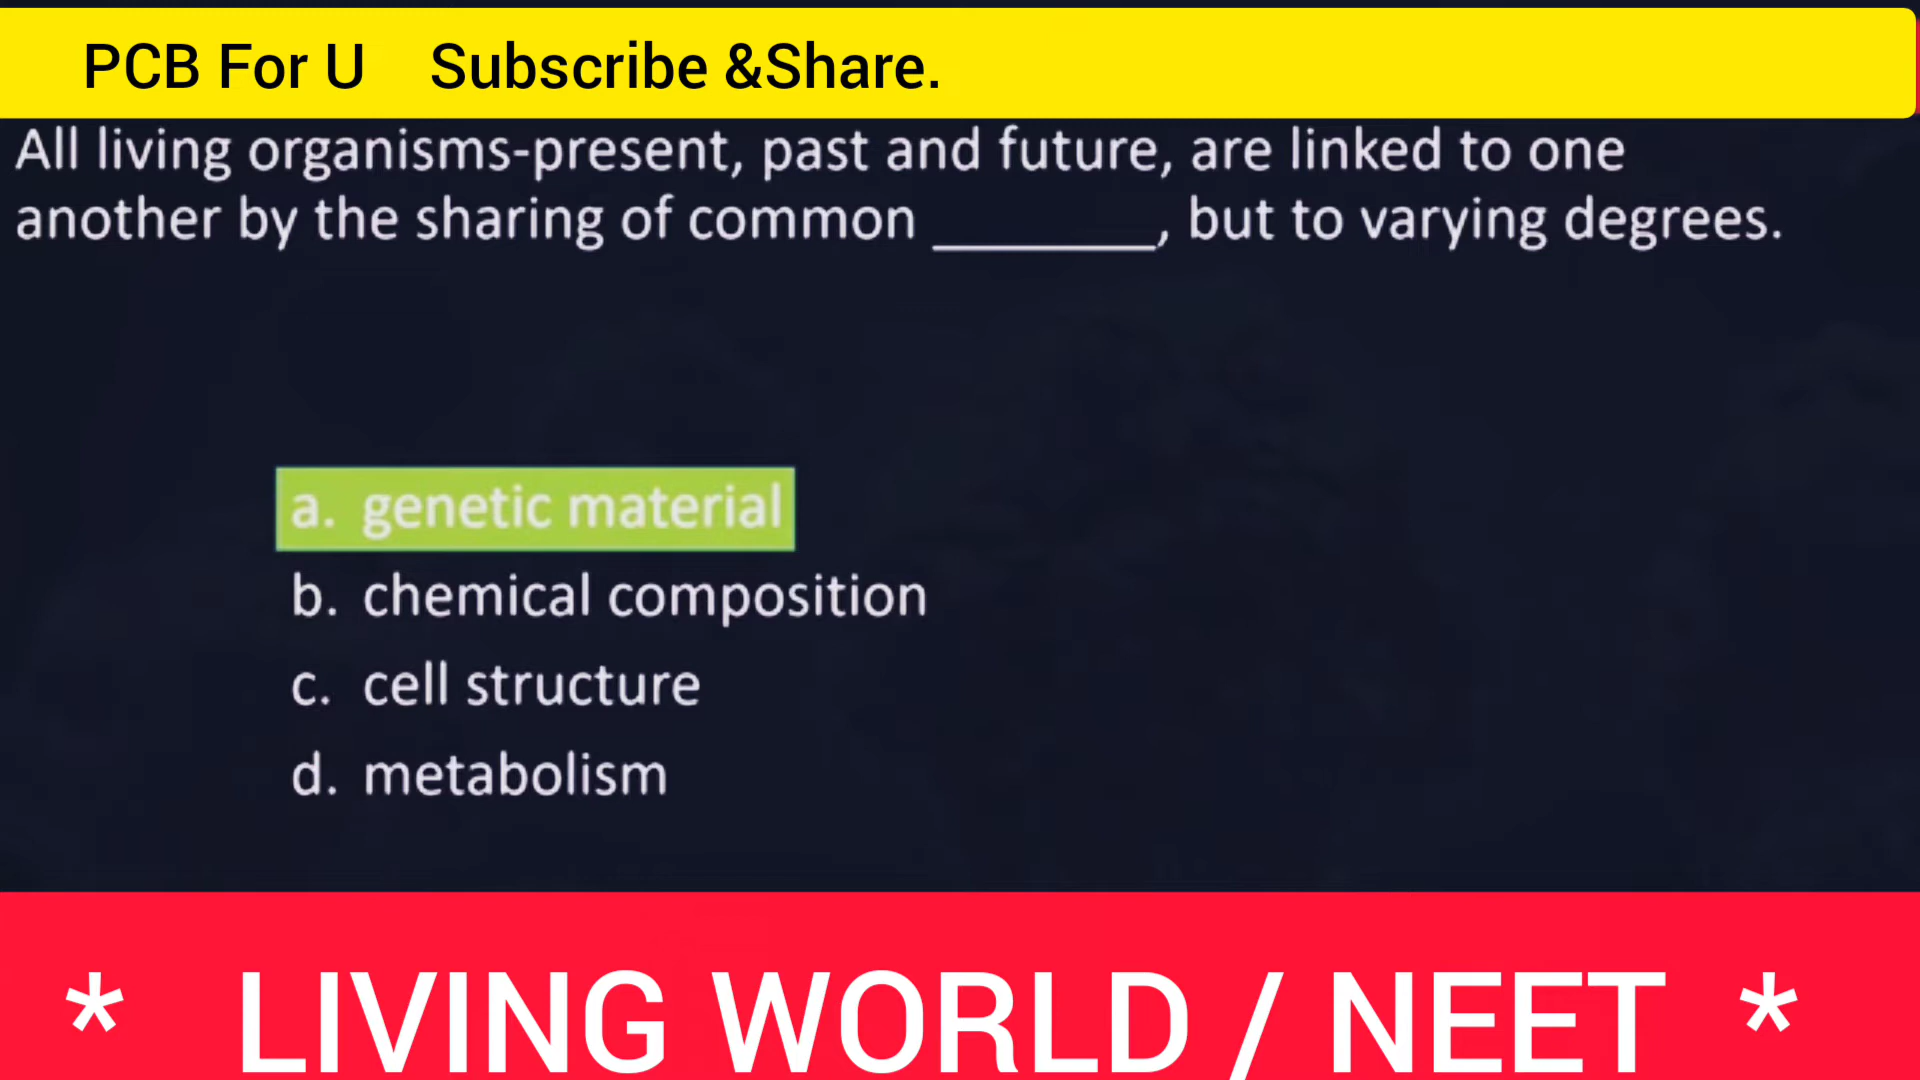 PCB For U Subscribe &Share.
All living organisms-present, past and future, are linked to one
another by the sharing of common ________, but to varying degrees.
a. genetic material
b. chemical composition
c. cell structure
d. metabolism
* LIVING WORLD / NEET *